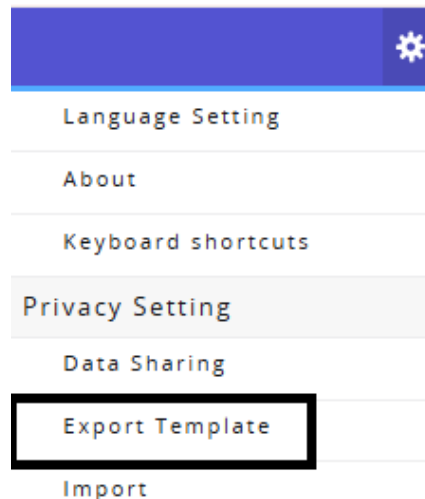 Language Setting
About
Keyboard shortcuts
Privacy Setting
Data Sharing
Export Template
Import